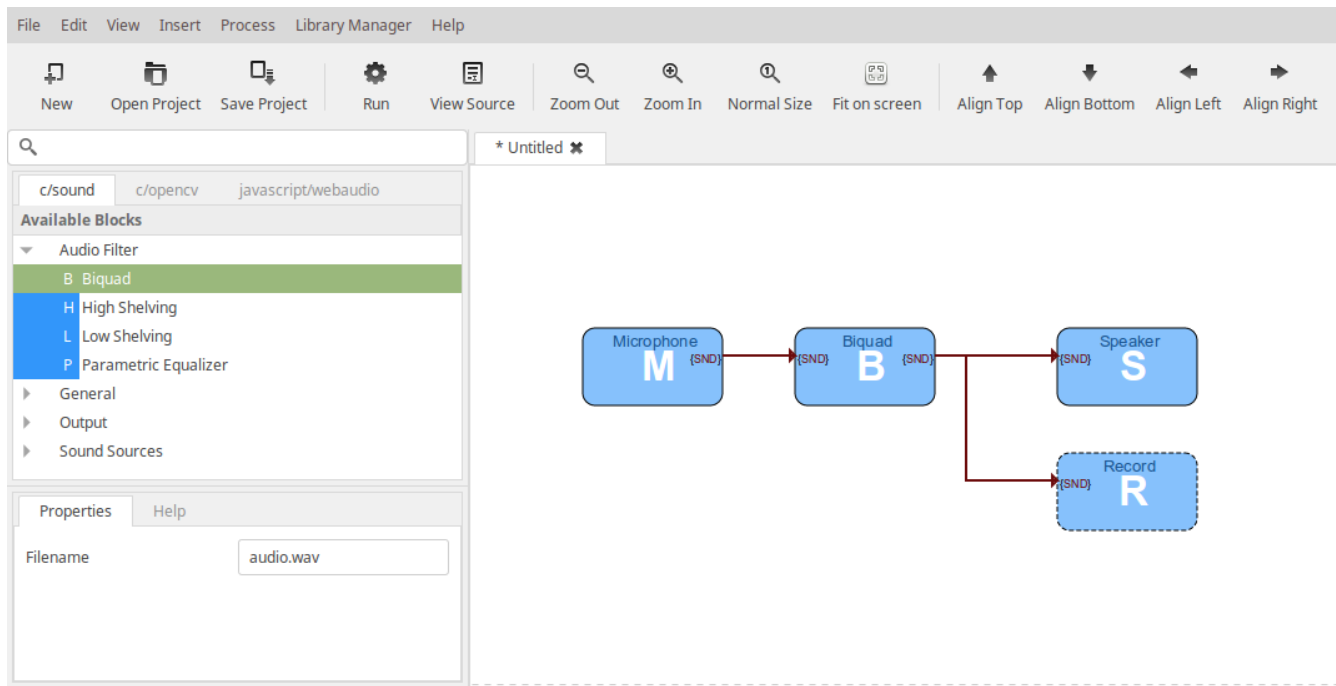 File Edit View Insert Process Library Manager Help
New Open Project Save Project Run View Source Zoom Out Zoom In Normal Size Fit on screen Align Top Align Bottom Align Left Align Right
* Untitled
c/sound c/opencv javascript/webaudio
Available Blocks
Audio Filter
B Biquad
H High Shelving
L Low Shelving
P Parametric Equalizer
General
Output
Sound Sources
Properties Help
Filename audio.wav
Microphone
M {SND}
Biquad
{SND} B {SND}
Speaker
{SND} S
Record
{SND} R